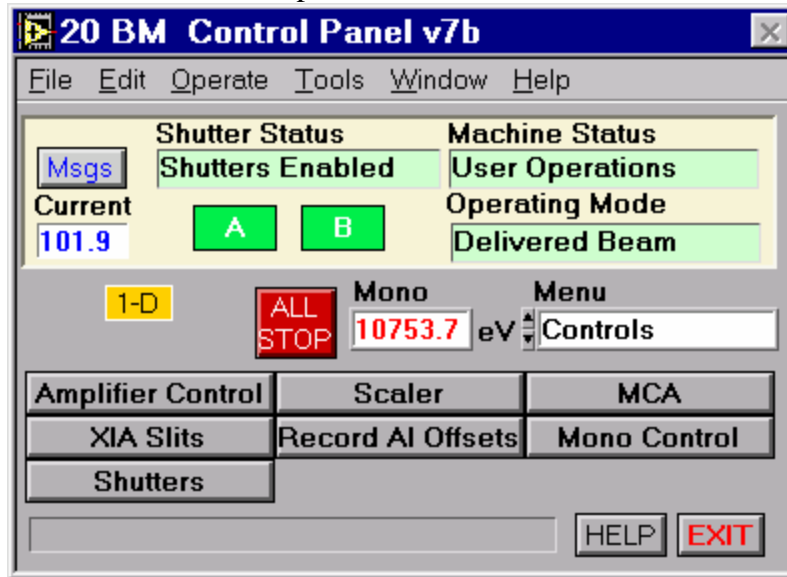 20 BM Control Panel v7b
File Edit Operate Tools Window Help
Shutter Status Machine Status
Msgs Shutters Enabled User Operations
Current Operating Mode
101.9 A B Delivered Beam
1-D ALL STOP Mono Menu
10753.7 eV Controls
Amplifier Control Scaler MCA
XIA Slits Record AI Offsets Mono Control
Shutters
HELP EXIT